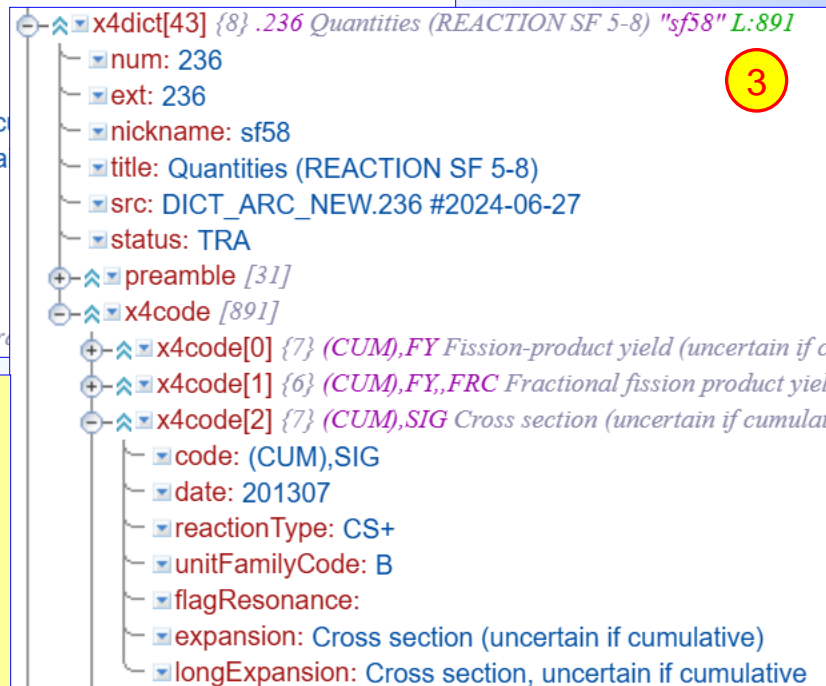 x4dict[43] {8} .236 Quantities (REACTION SF 5-8) "sf58" L:891
num: 236
3
ext: 236
nickname: sf58
title: Quantities (REACTION SF 5-8)
src: DICT_ARC_NEW.236 #2024-06-27
status: TRA
preamble [31]
x4code [891]
x4code[0] {7} (CUM),FY Fission-product yield (uncertain if c
x4code[1] {6} (CUM),FY,,FRC Fractional fission product yiel
x4code[2] {7} (CUM),SIG Cross section (uncertain if cumulat
code: (CUM),SIG
date: 201307
reactionType: CS+
unitFamilyCode: B
flagResonance:
expansion: Cross section (uncertain if cumulative)
longExpansion: Cross section, uncertain if cumulative